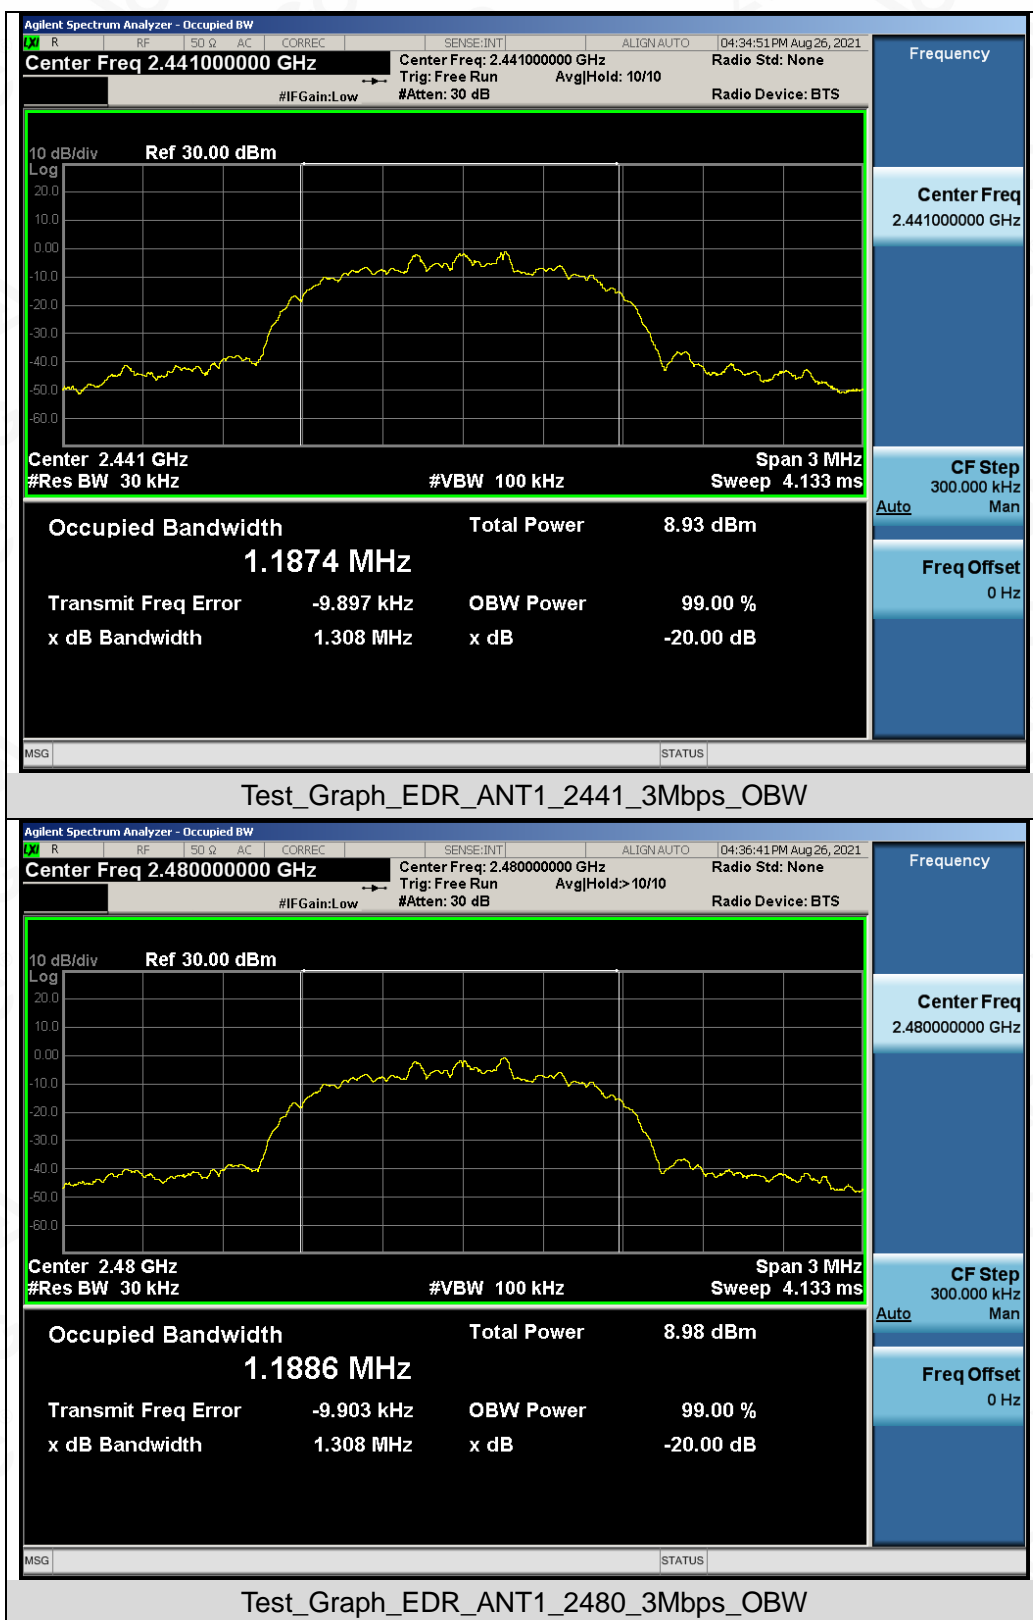 Agilent Spectrum Analyzer - Occupied BW
LXI R RF 50 Ω AC CORREC SENSE:INT ALIGN AUTO 04:34:51 PM Aug 26, 2021
Center Freq 2.441000000 GHz
Center Freq: 2.441000000 GHz Radio Std: None
Trig: Free Run Avg|Hold: 10/10
#IFGain:Low #Atten: 30 dB Radio Device: BTS
Frequency
10 dB/div Ref 30.00 dBm
Log
20.0
10.0
0.00
-10.0
-20.0
-30.0
-40.0
-50.0
-60.0
Center Freq
2.441000000 GHz
Center 2.441 GHz Span 3 MHz
#Res BW 30 kHz #VBW 100 kHz Sweep 4.133 ms
CF Step
300.000 kHz
Auto Man
Occupied Bandwidth Total Power 8.93 dBm
1.1874 MHz
Transmit Freq Error -9.897 kHz OBW Power 99.00 %
x dB Bandwidth 1.308 MHz x dB -20.00 dB
Freq Offset
0 Hz
MSG STATUS
Test_Graph_EDR_ANT1_2441_3Mbps_OBW
Agilent Spectrum Analyzer - Occupied BW
LXI R RF 50 Ω AC CORREC SENSE:INT ALIGN AUTO 04:36:41 PM Aug 26, 2021
Center Freq 2.480000000 GHz
Center Freq: 2.480000000 GHz Radio Std: None
Trig: Free Run Avg|Hold:> 10/10
#IFGain:Low #Atten: 30 dB Radio Device: BTS
Frequency
10 dB/div Ref 30.00 dBm
Log
20.0
10.0
0.00
-10.0
-20.0
-30.0
-40.0
-50.0
-60.0
Center Freq
2.480000000 GHz
Center 2.48 GHz Span 3 MHz
#Res BW 30 kHz #VBW 100 kHz Sweep 4.133 ms
CF Step
300.000 kHz
Auto Man
Occupied Bandwidth Total Power 8.98 dBm
1.1886 MHz
Transmit Freq Error -9.903 kHz OBW Power 99.00 %
x dB Bandwidth 1.308 MHz x dB -20.00 dB
Freq Offset
0 Hz
MSG STATUS
Test_Graph_EDR_ANT1_2480_3Mbps_OBW